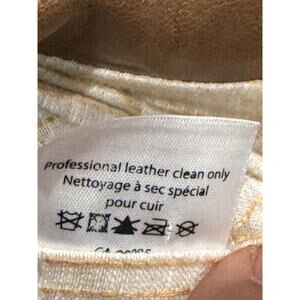 Professional leather clean only
Nettoyage à sec spécial
pour cuir